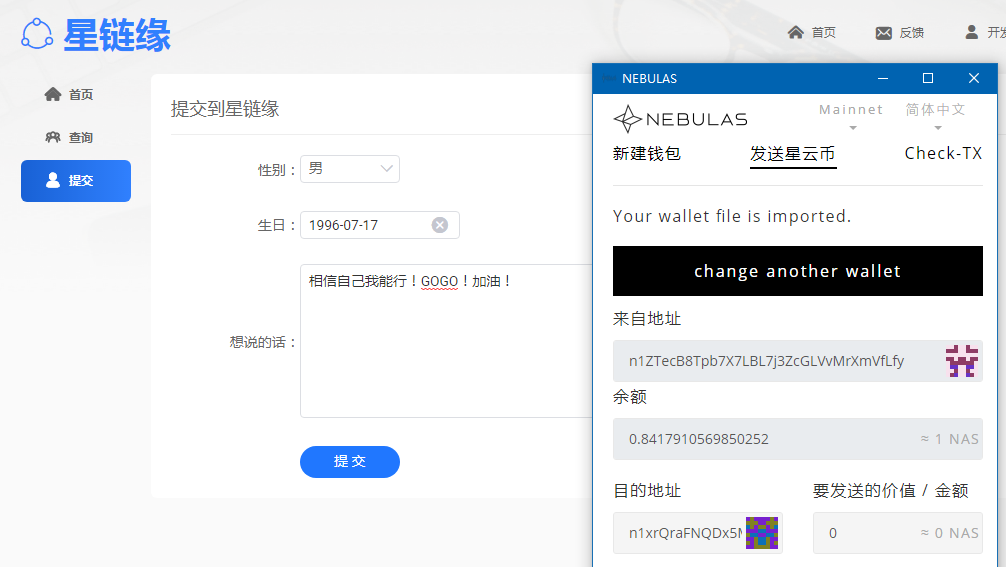 星链缘
首页
反馈
开发
首页
查询
提交
提交到星链缘
性别：
男
生日：
1996-07-17
想说的话：
相信自己我能行！GOGO！加油！
提交
NEBULAS
NEBULAS
Mainnet
简体中文
新建钱包
发送星云币
Check-TX
Your wallet file is imported.
change another wallet
来自地址
n1ZTecB8Tpb7X7LBL7j3ZcGLVvMrXmVfLfy
余额
0.8417910569850252
≈ 1 NAS
目的地址
要发送的价值 / 金额
n1xrQraFNQDx5M
0
≈ 0 NAS